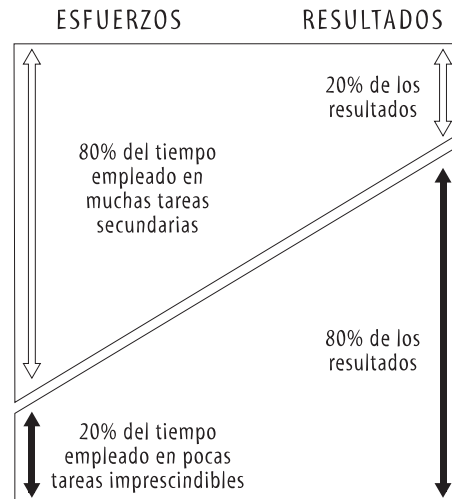 ESFUERZOS
RESULTADOS
80% del tiempo
empleado en
muchas tareas
secundarias
20% de los
resultados
20% del tiempo
empleado en pocas
tareas imprescindibles
80% de los
resultados